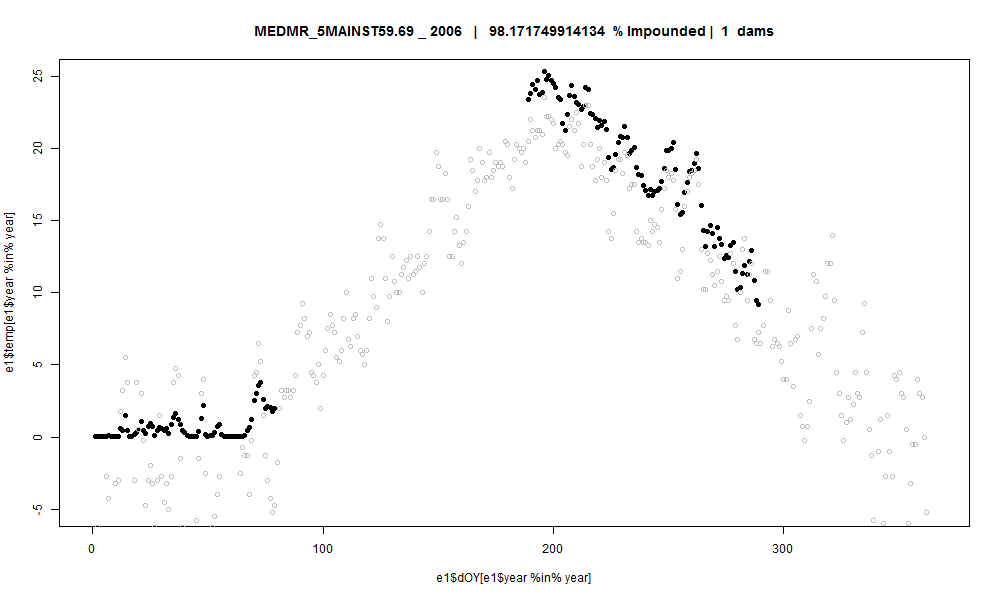 MEDMR_5MAINST59.69 _ 2006 | 98.171749914134 % Impounded | 1 dams
25
20
15
10
5
0
-5
e1$temp[e1$year %in% year]
0 100 200 300
e1$dOY[e1$year %in% year]